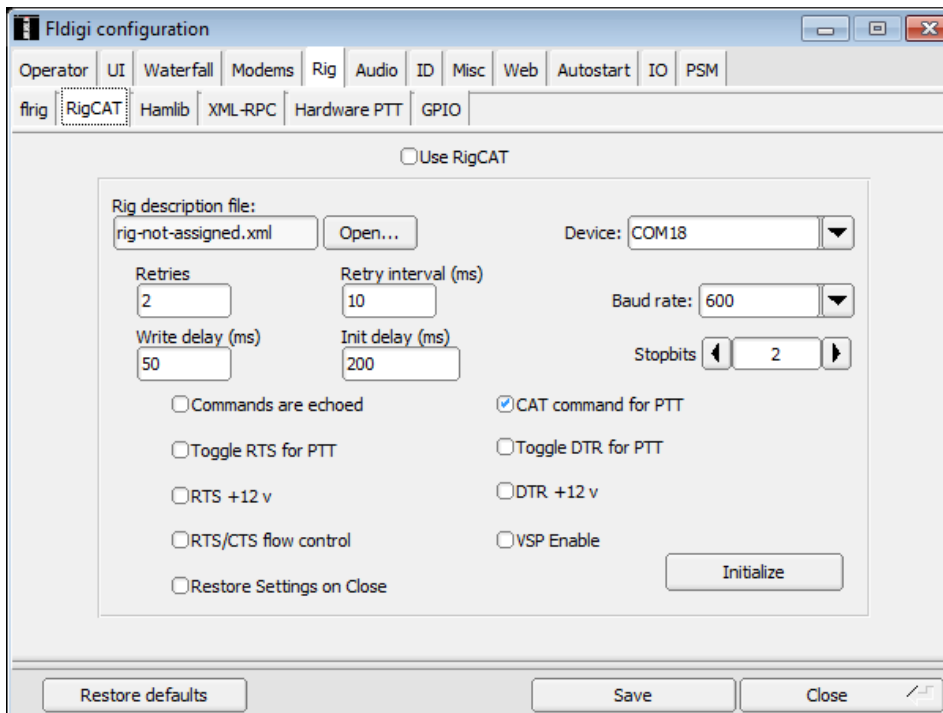 Fldigi configuration
Operator UI Waterfall Modems Rig Audio ID Misc Web Autostart IO PSM
flrig RigCAT Hamlib XML-RPC Hardware PTT GPIO
Use RigCAT
Rig description file:
rig-not-assigned.xml Open... Device: COM18
Retries Retry interval (ms)
2 10 Baud rate: 600
Write delay (ms) Init delay (ms)
50 200 Stopbits 2
Commands are echoed CAT command for PTT
Toggle RTS for PTT Toggle DTR for PTT
RTS +12 v DTR +12 v
RTS/CTS flow control VSP Enable
Restore Settings on Close Initialize
Restore defaults Save Close